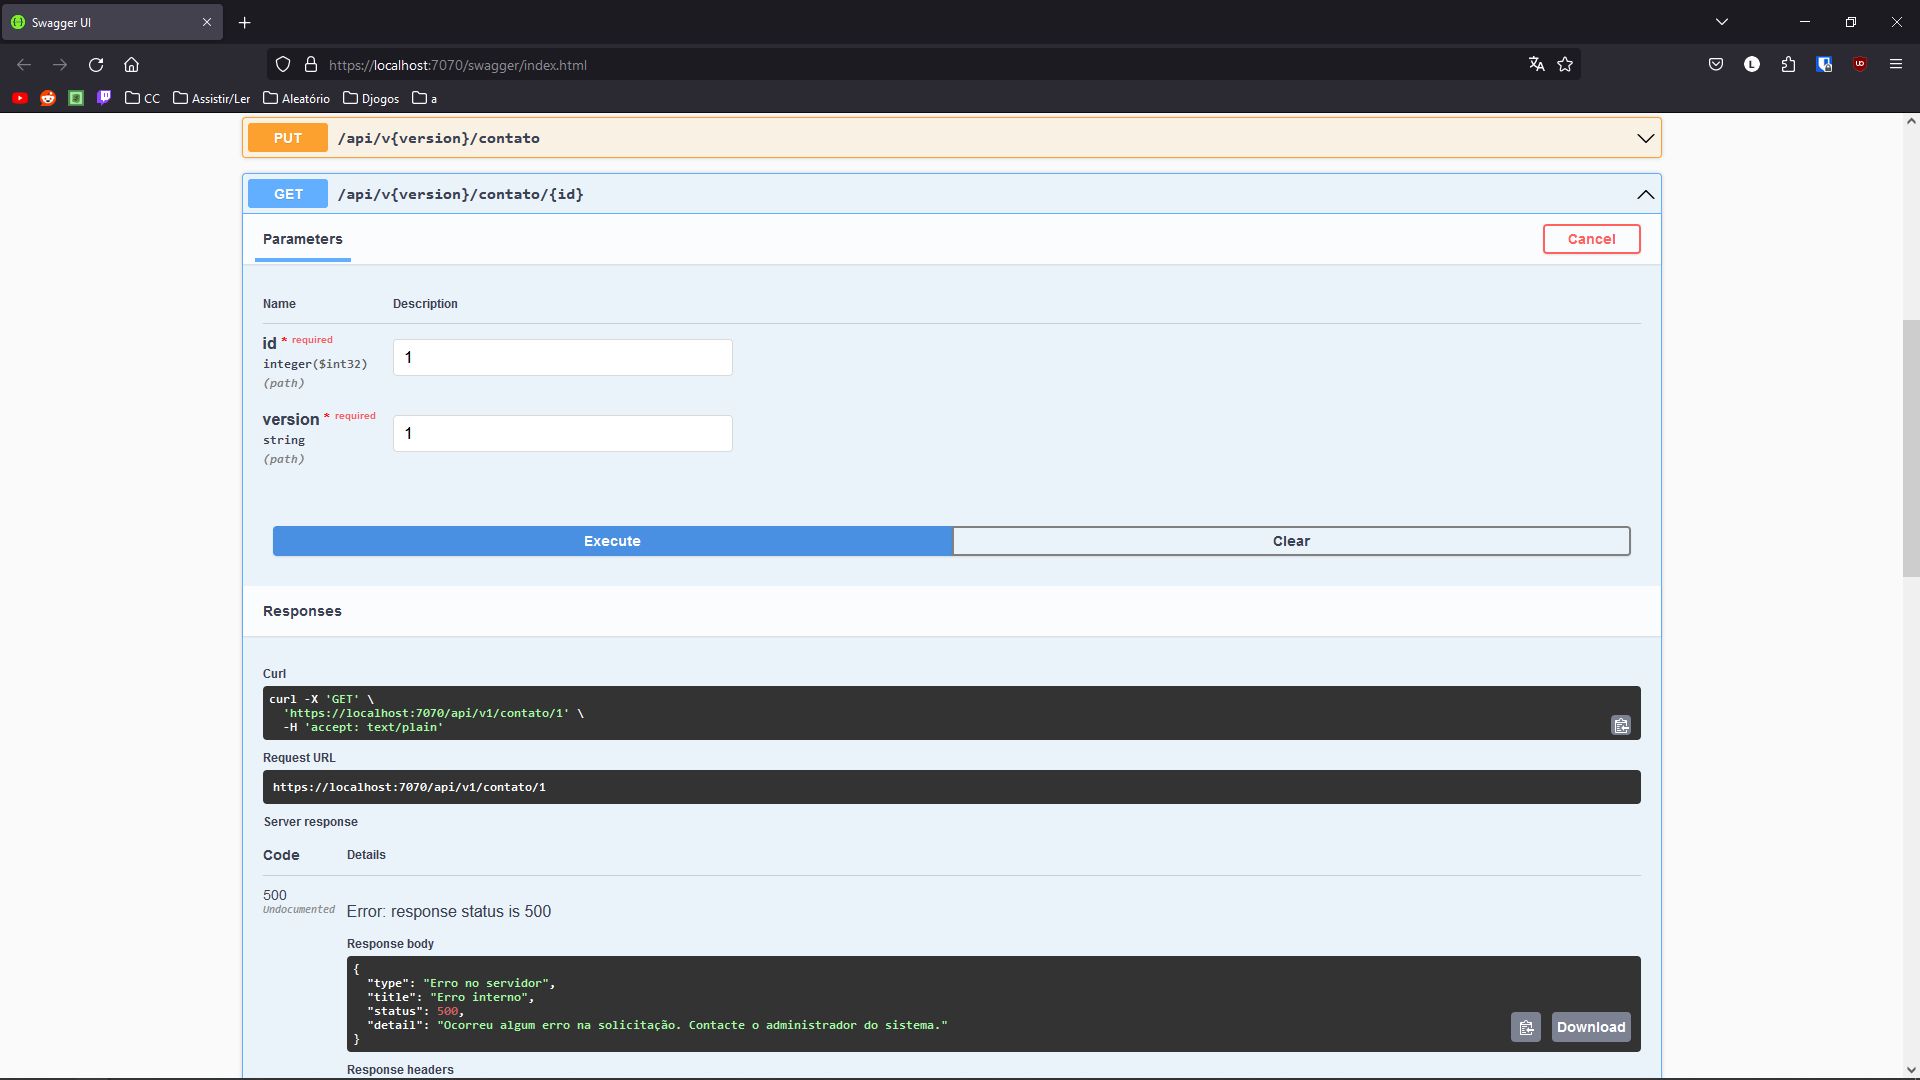 Swagger UI
https://localhost:7070/swagger/index.html
CC
Assistir/Ler
Aleatório
Djogos
a
PUT /api/v{version}/contato
GET /api/v{version}/contato/{id}
Parameters
Cancel
Name Description
id * required
integer($int32)
(path)
1
version * required
string
(path)
1
Execute
Clear
Responses
Curl
curl -X 'GET' \
'https://localhost:7070/api/v1/contato/1' \
-H 'accept: text/plain'
Request URL
https://localhost:7070/api/v1/contato/1
Server response
Code Details
500
Undocumented
Error: response status is 500
Response body
{
"type": "Erro no servidor",
"title": "Erro interno",
"status": 500,
"detail": "Ocorreu algum erro na solicitação. Contacte o administrador do sistema."
}
Download
Response headers